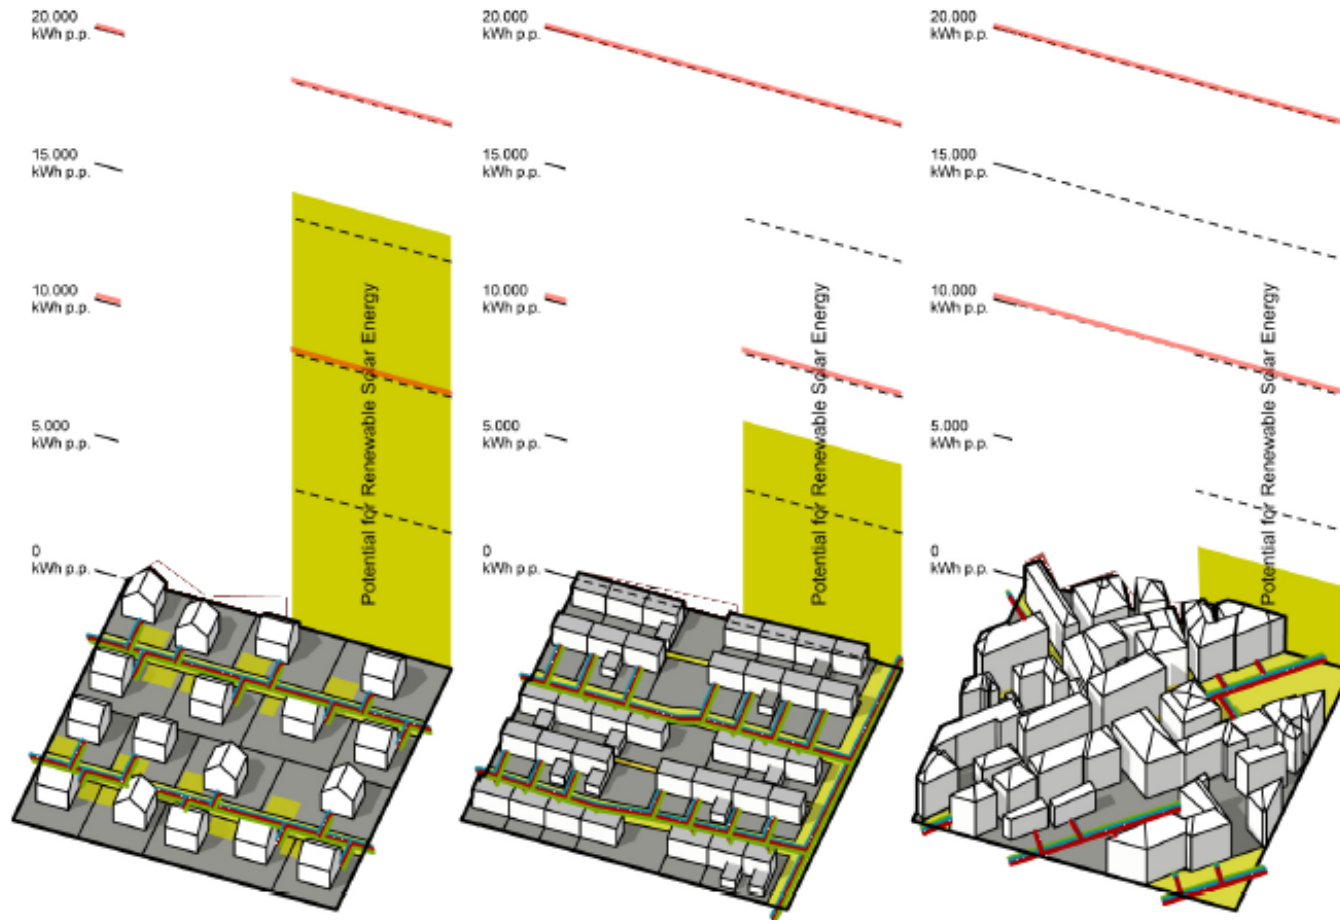 20.000
kWh p.p.
15.000
kWh p.p.
10.000
kWh p.p.
5.000
kWh p.p.
0
kWh p.p.
Potential for Renewable Solar Energy
20.000
kWh p.p.
15.000
kWh p.p.
10.000
kWh p.p.
5.000
kWh p.p.
0
kWh p.p.
Potential for Renewable Solar Energy
20.000
kWh p.p.
15.000
kWh p.p.
10.000
kWh p.p.
5.000
kWh p.p.
0
kWh p.p.
Potential for Renewable Solar Energy